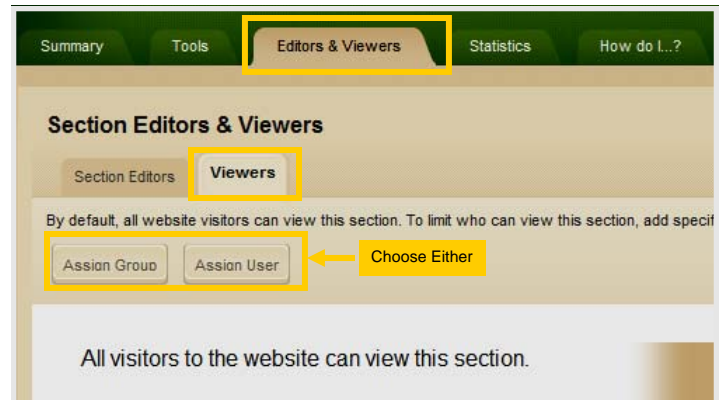 Summary Tools Editors & Viewers Statistics How do I...?
Section Editors & Viewers
Section Editors Viewers
By default, all website visitors can view this section. To limit who can view this section, add specif
Assign Group Assign User Choose Either
All visitors to the website can view this section.